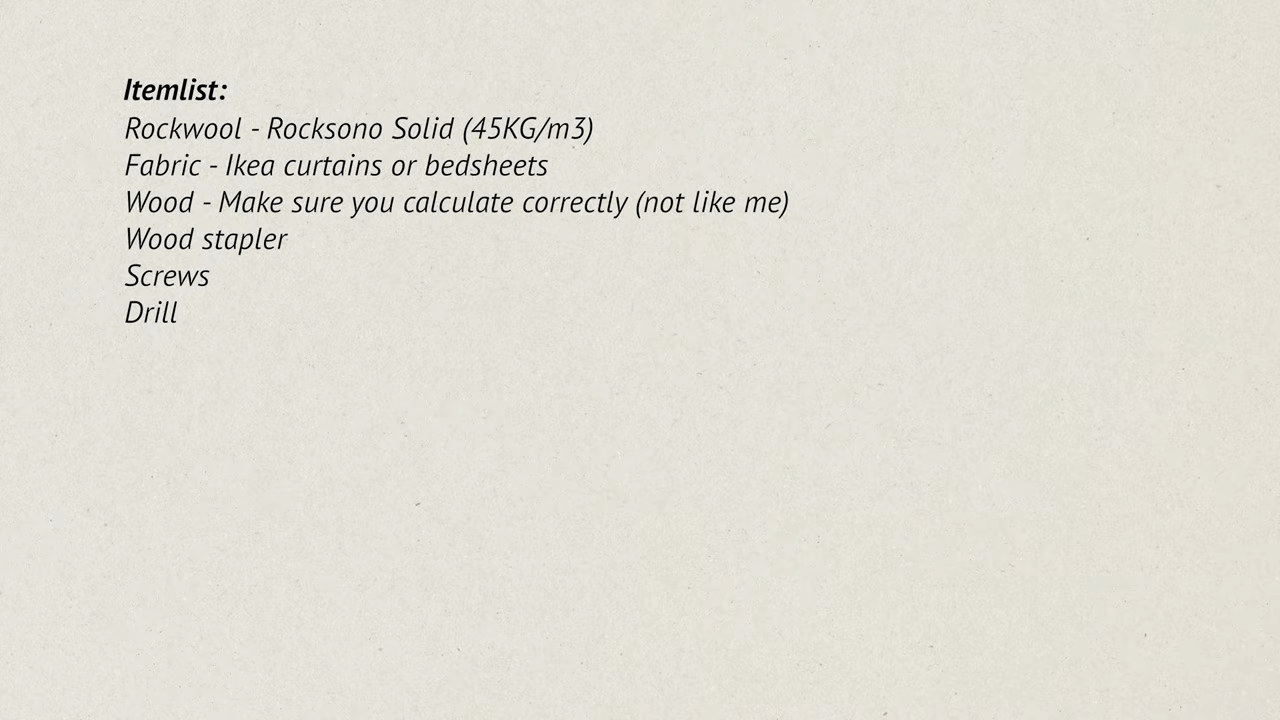 Itemlist:
Rockwool - Rocksono Solid (45KG/m3)
Fabric - Ikea curtains or bedsheets
Wood - Make sure you calculate correctly (not like me)
Wood stapler
Screws
Drill